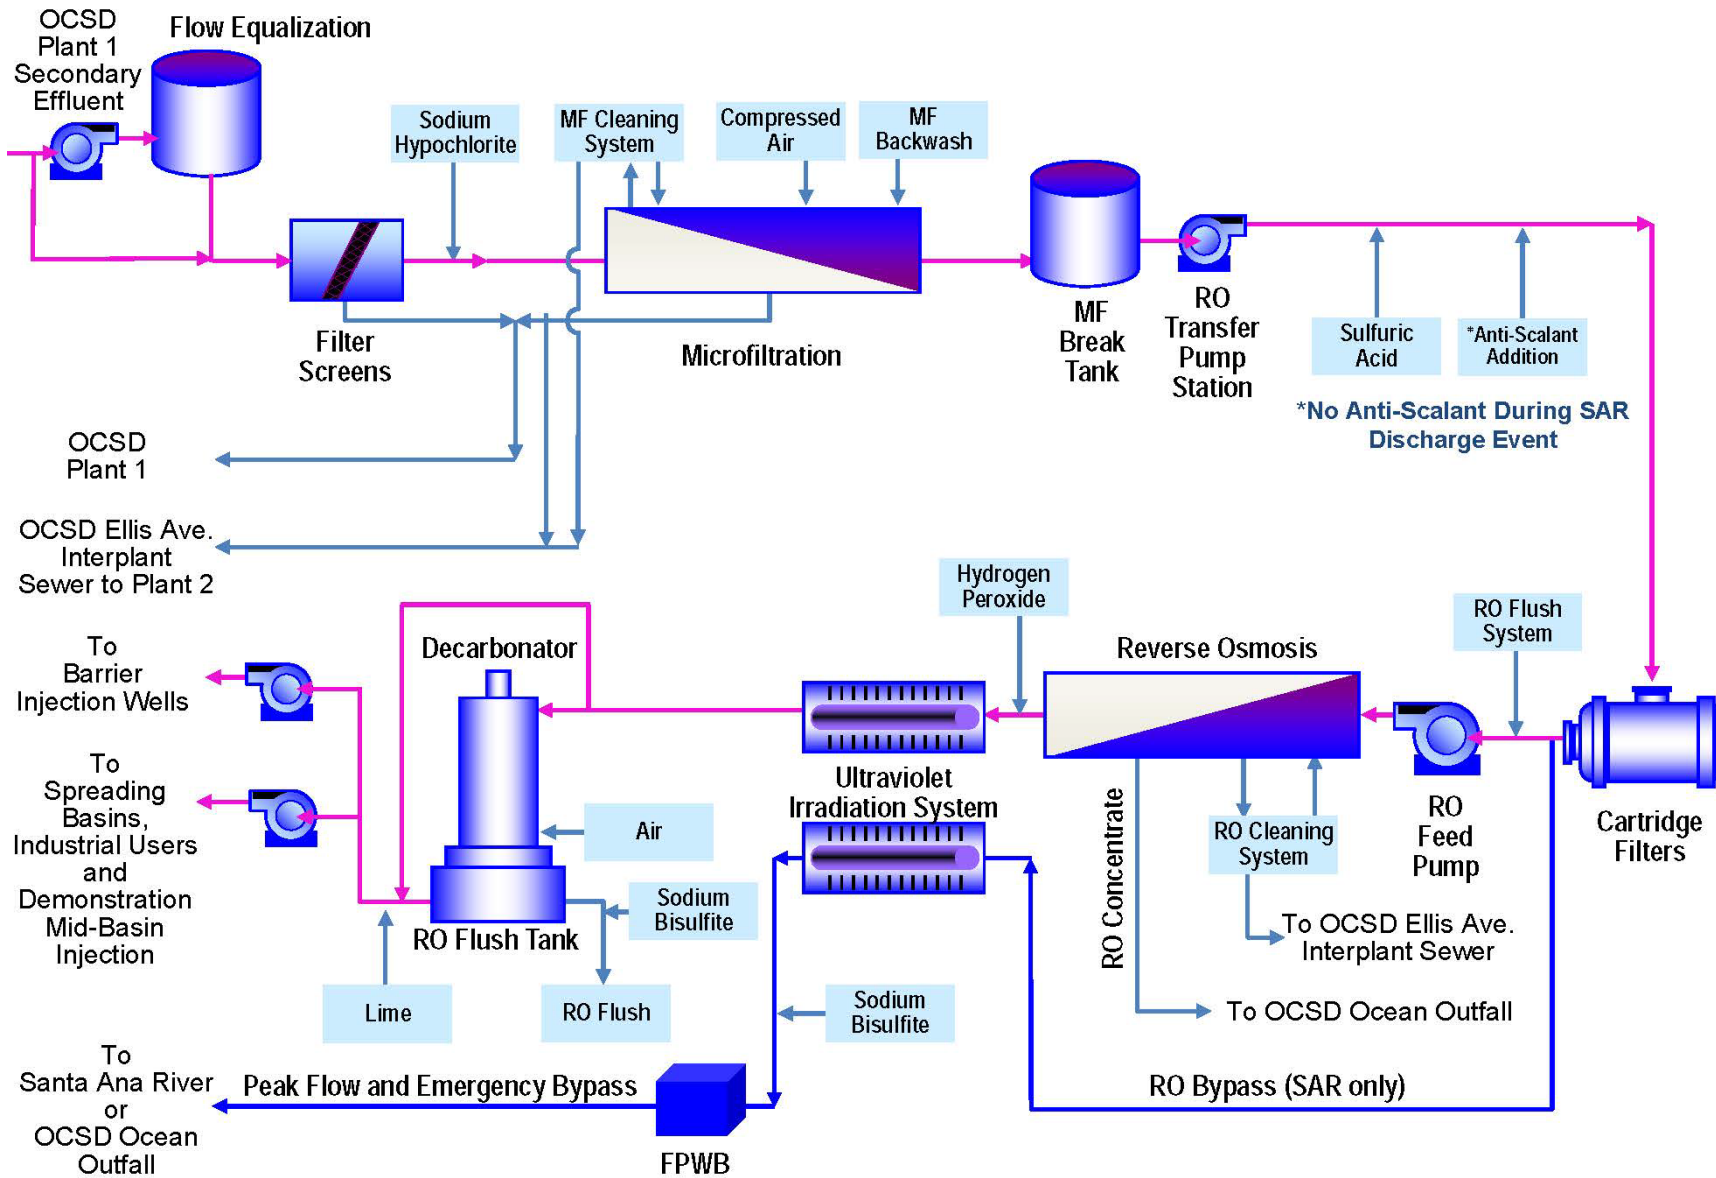 OCSD
Plant 1
Secondary
Effluent
Flow Equalization
Sodium
Hypochlorite
MF Cleaning
System
Compressed
Air
MF
Backwash
Filter
Screens
Microfiltration
MF
Break
Tank
RO
Transfer
Pump
Station
Sulfuric
Acid
*Anti-Scalant
Addition
*No Anti-Scalant During SAR
Discharge Event
OCSD
Plant 1
OCSD Ellis Ave.
Interplant
Sewer to Plant 2
Hydrogen
Peroxide
RO Flush
System
To
Barrier
Injection Wells
Decarbonator
Reverse Osmosis
To
Spreading
Basins,
Industrial Users
and
Demonstration
Mid-Basin
Injection
Air
Ultraviolet
Irradiation System
RO Concentrate
RO Cleaning
System
RO
Feed
Pump
Cartridge
Filters
Sodium
Bisulfite
RO Flush Tank
To OCSD Ellis Ave.
Interplant Sewer
Lime
RO Flush
Sodium
Bisulfite
To OCSD Ocean Outfall
To
Santa Ana River
or
OCSD Ocean
Outfall
Peak Flow and Emergency Bypass
RO Bypass (SAR only)
FPWB